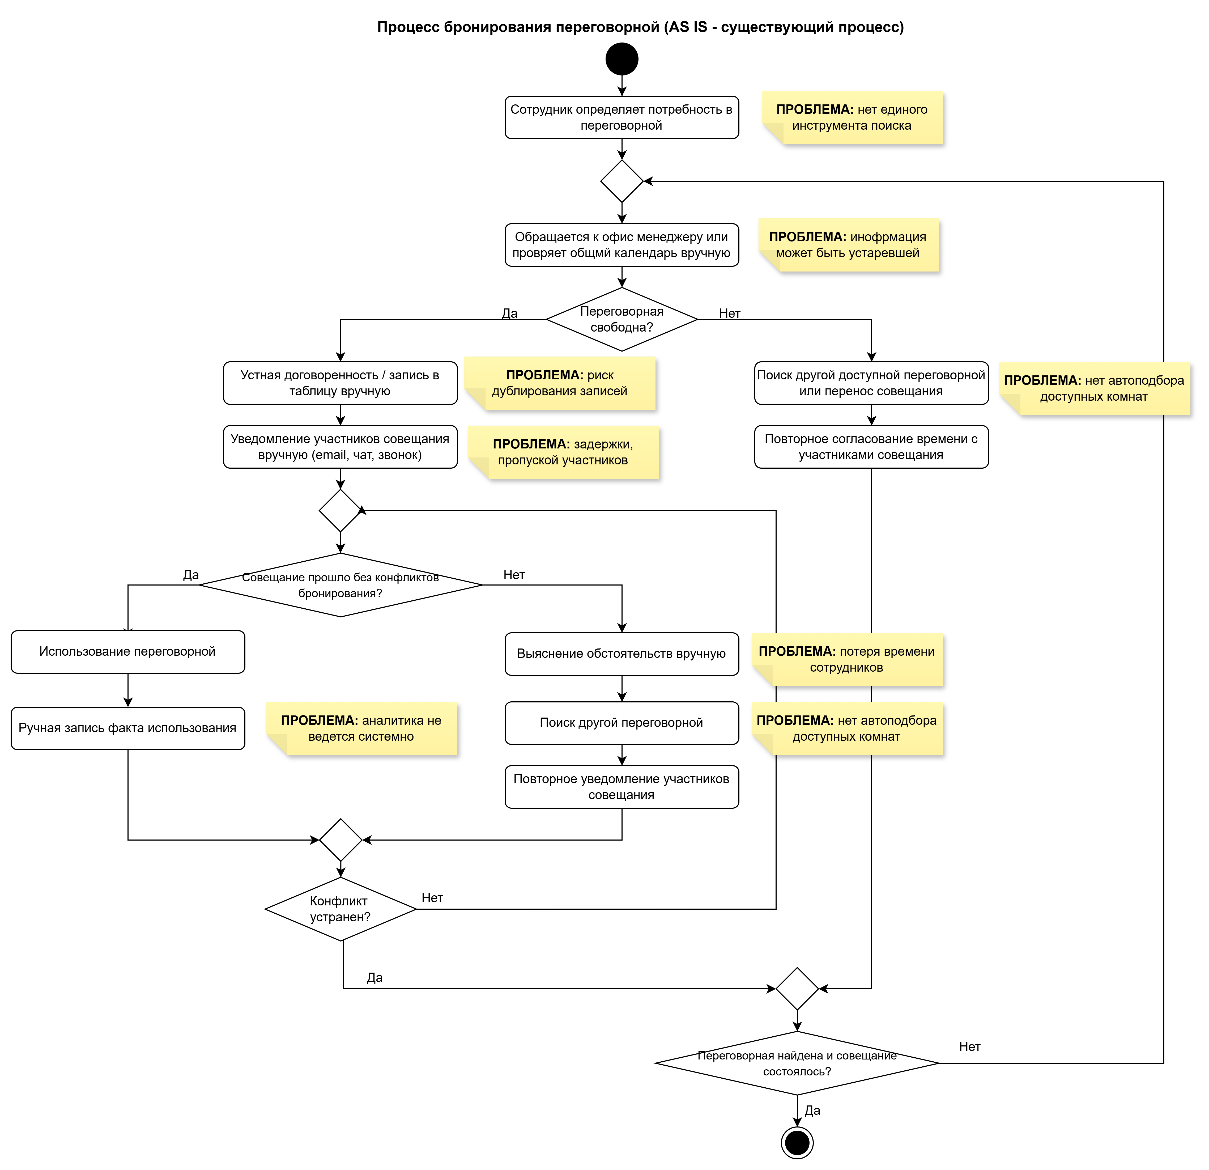 Процесс бронирования переговорной (AS IS - существующий процесс)
Сотрудник определяет потребность в
переговорной
ПРОБЛЕМА: нет единого
инструмента поиска
Обращается к офис менеджеру или
провряет общмй календарь вручную
ПРОБЛЕМА: инофрмация
может быть устаревшей
Переговорная
свободна?
Да
Нет
Устная договоренность / запись в
таблицу вручную
ПРОБЛЕМА: риск
дублирования записей
Поиск другой доступной переговорной
или перенос совещания
ПРОБЛЕМА: нет автоподбора
доступных комнат
Уведомление участников совещания
вручную (email, чат, звонок)
ПРОБЛЕМА: задержки,
пропуской участников
Повторное согласование времени с
участниками совещания
Совещание прошло без конфликтов
бронирования?
Да
Нет
Использование переговорной
Выяснение обстоятельств вручную
ПРОБЛЕМА: потеря времени
сотрудников
Ручная запись факта использования
ПРОБЛЕМА: аналитика не
ведется системно
Поиск другой переговорной
ПРОБЛЕМА: нет автоподбора
доступных комнат
Повторное уведомление участников
совещания
Конфликт
устранен?
Нет
Да
Переговорная найдена и совещание
состоялось?
Нет
Да